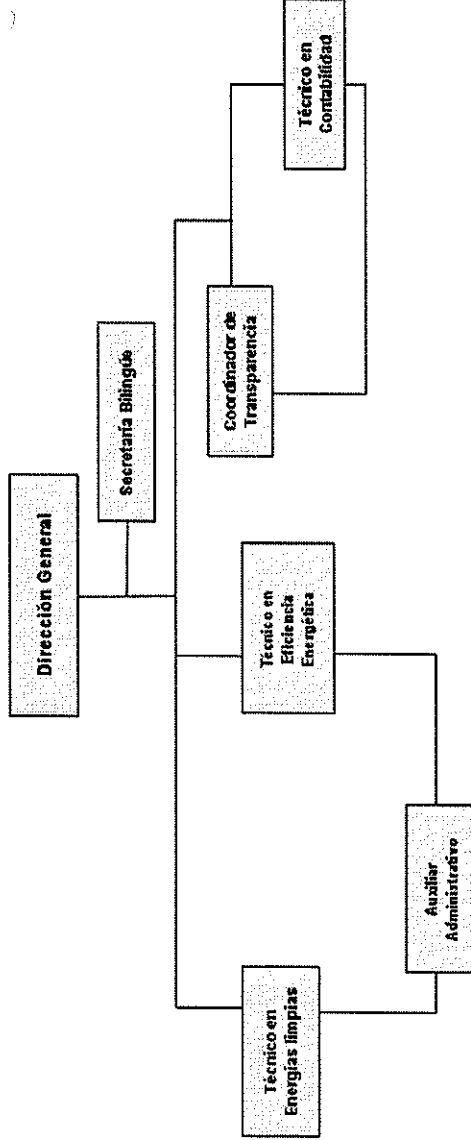 Dirección General
Secretaría Bilingüe
Coordinador de
Transparencia
Técnico en
Contabilidad
Técnico en
Eficiencia
Energética
Técnico en
Energías limpias
Auxiliar
Administrativo